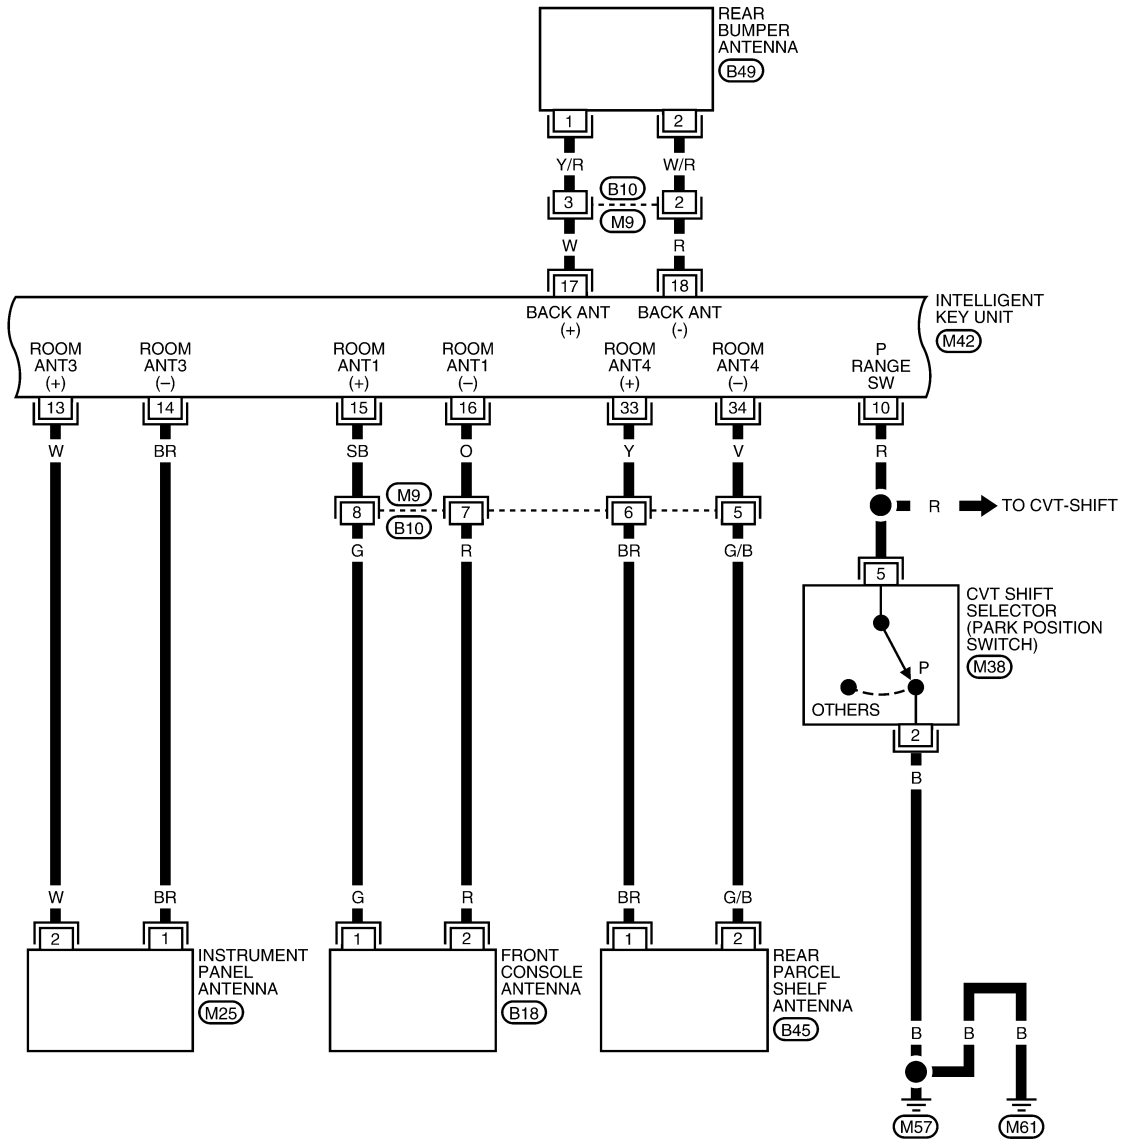 REAR
BUMPER
ANTENNA
B49
1
2
Y/R
W/R
B10
3
2
M9
W
R
17
18
BACK ANT
(+)
BACK ANT
(-)
INTELLIGENT
KEY UNIT
M42
ROOM
ANT3
(+)
ROOM
ANT3
(–)
ROOM
ANT1
(+)
ROOM
ANT1
(–)
ROOM
ANT4
(+)
ROOM
ANT4
(–)
P
RANGE
SW
13
14
15
16
33
34
10
W
BR
SB
O
Y
V
R
M9
8
7
6
5
B10
R
TO CVT-SHIFT
G
R
BR
G/B
5
CVT SHIFT
SELECTOR
(PARK POSITION
SWITCH)
M38
P
OTHERS
2
B
W
BR
G
R
BR
G/B
2
1
1
2
1
2
INSTRUMENT
PANEL
ANTENNA
M25
FRONT
CONSOLE
ANTENNA
B18
REAR
PARCEL
SHELF
ANTENNA
B45
B
B
B
M57
M61